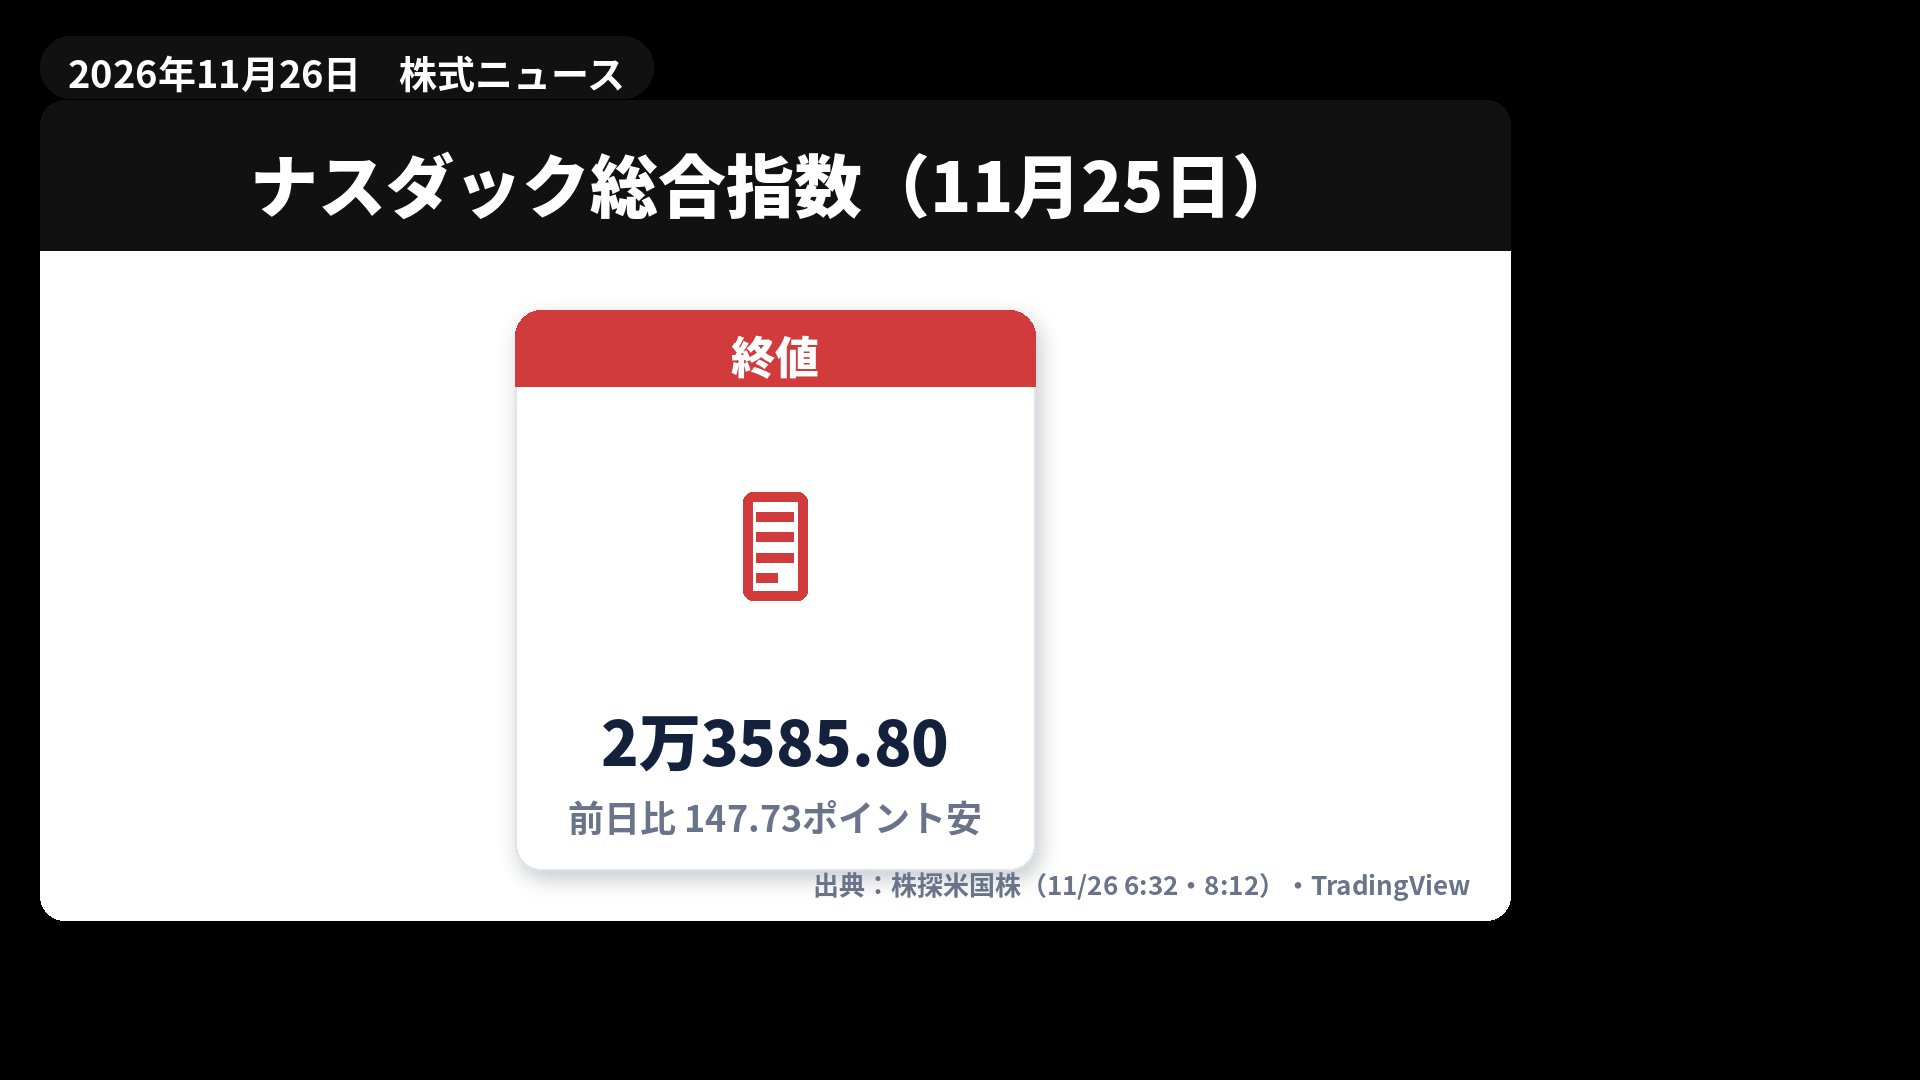 2026年11月26日　株式ニュース
ナスダック総合指数（11月25日）
終値
2万3585.80
前日比 147.73ポイント安
出典：株探米国株（11/26 6:32・8:12）・TradingView